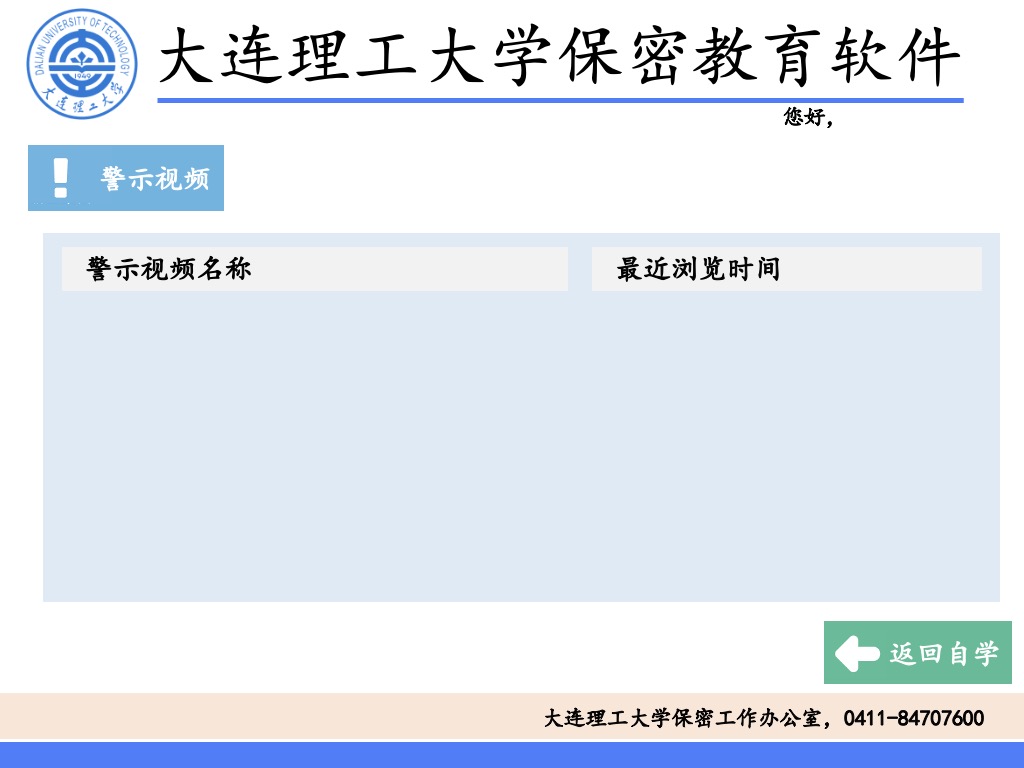 DALIAN UNIVERSITY OF TECHNOLOGY
1949
大连理工大学
大连理工大学保密教育软件
您好，
警示视频
警示视频名称
最近浏览时间
返回自学
大连理工大学保密工作办公室，0411-84707600